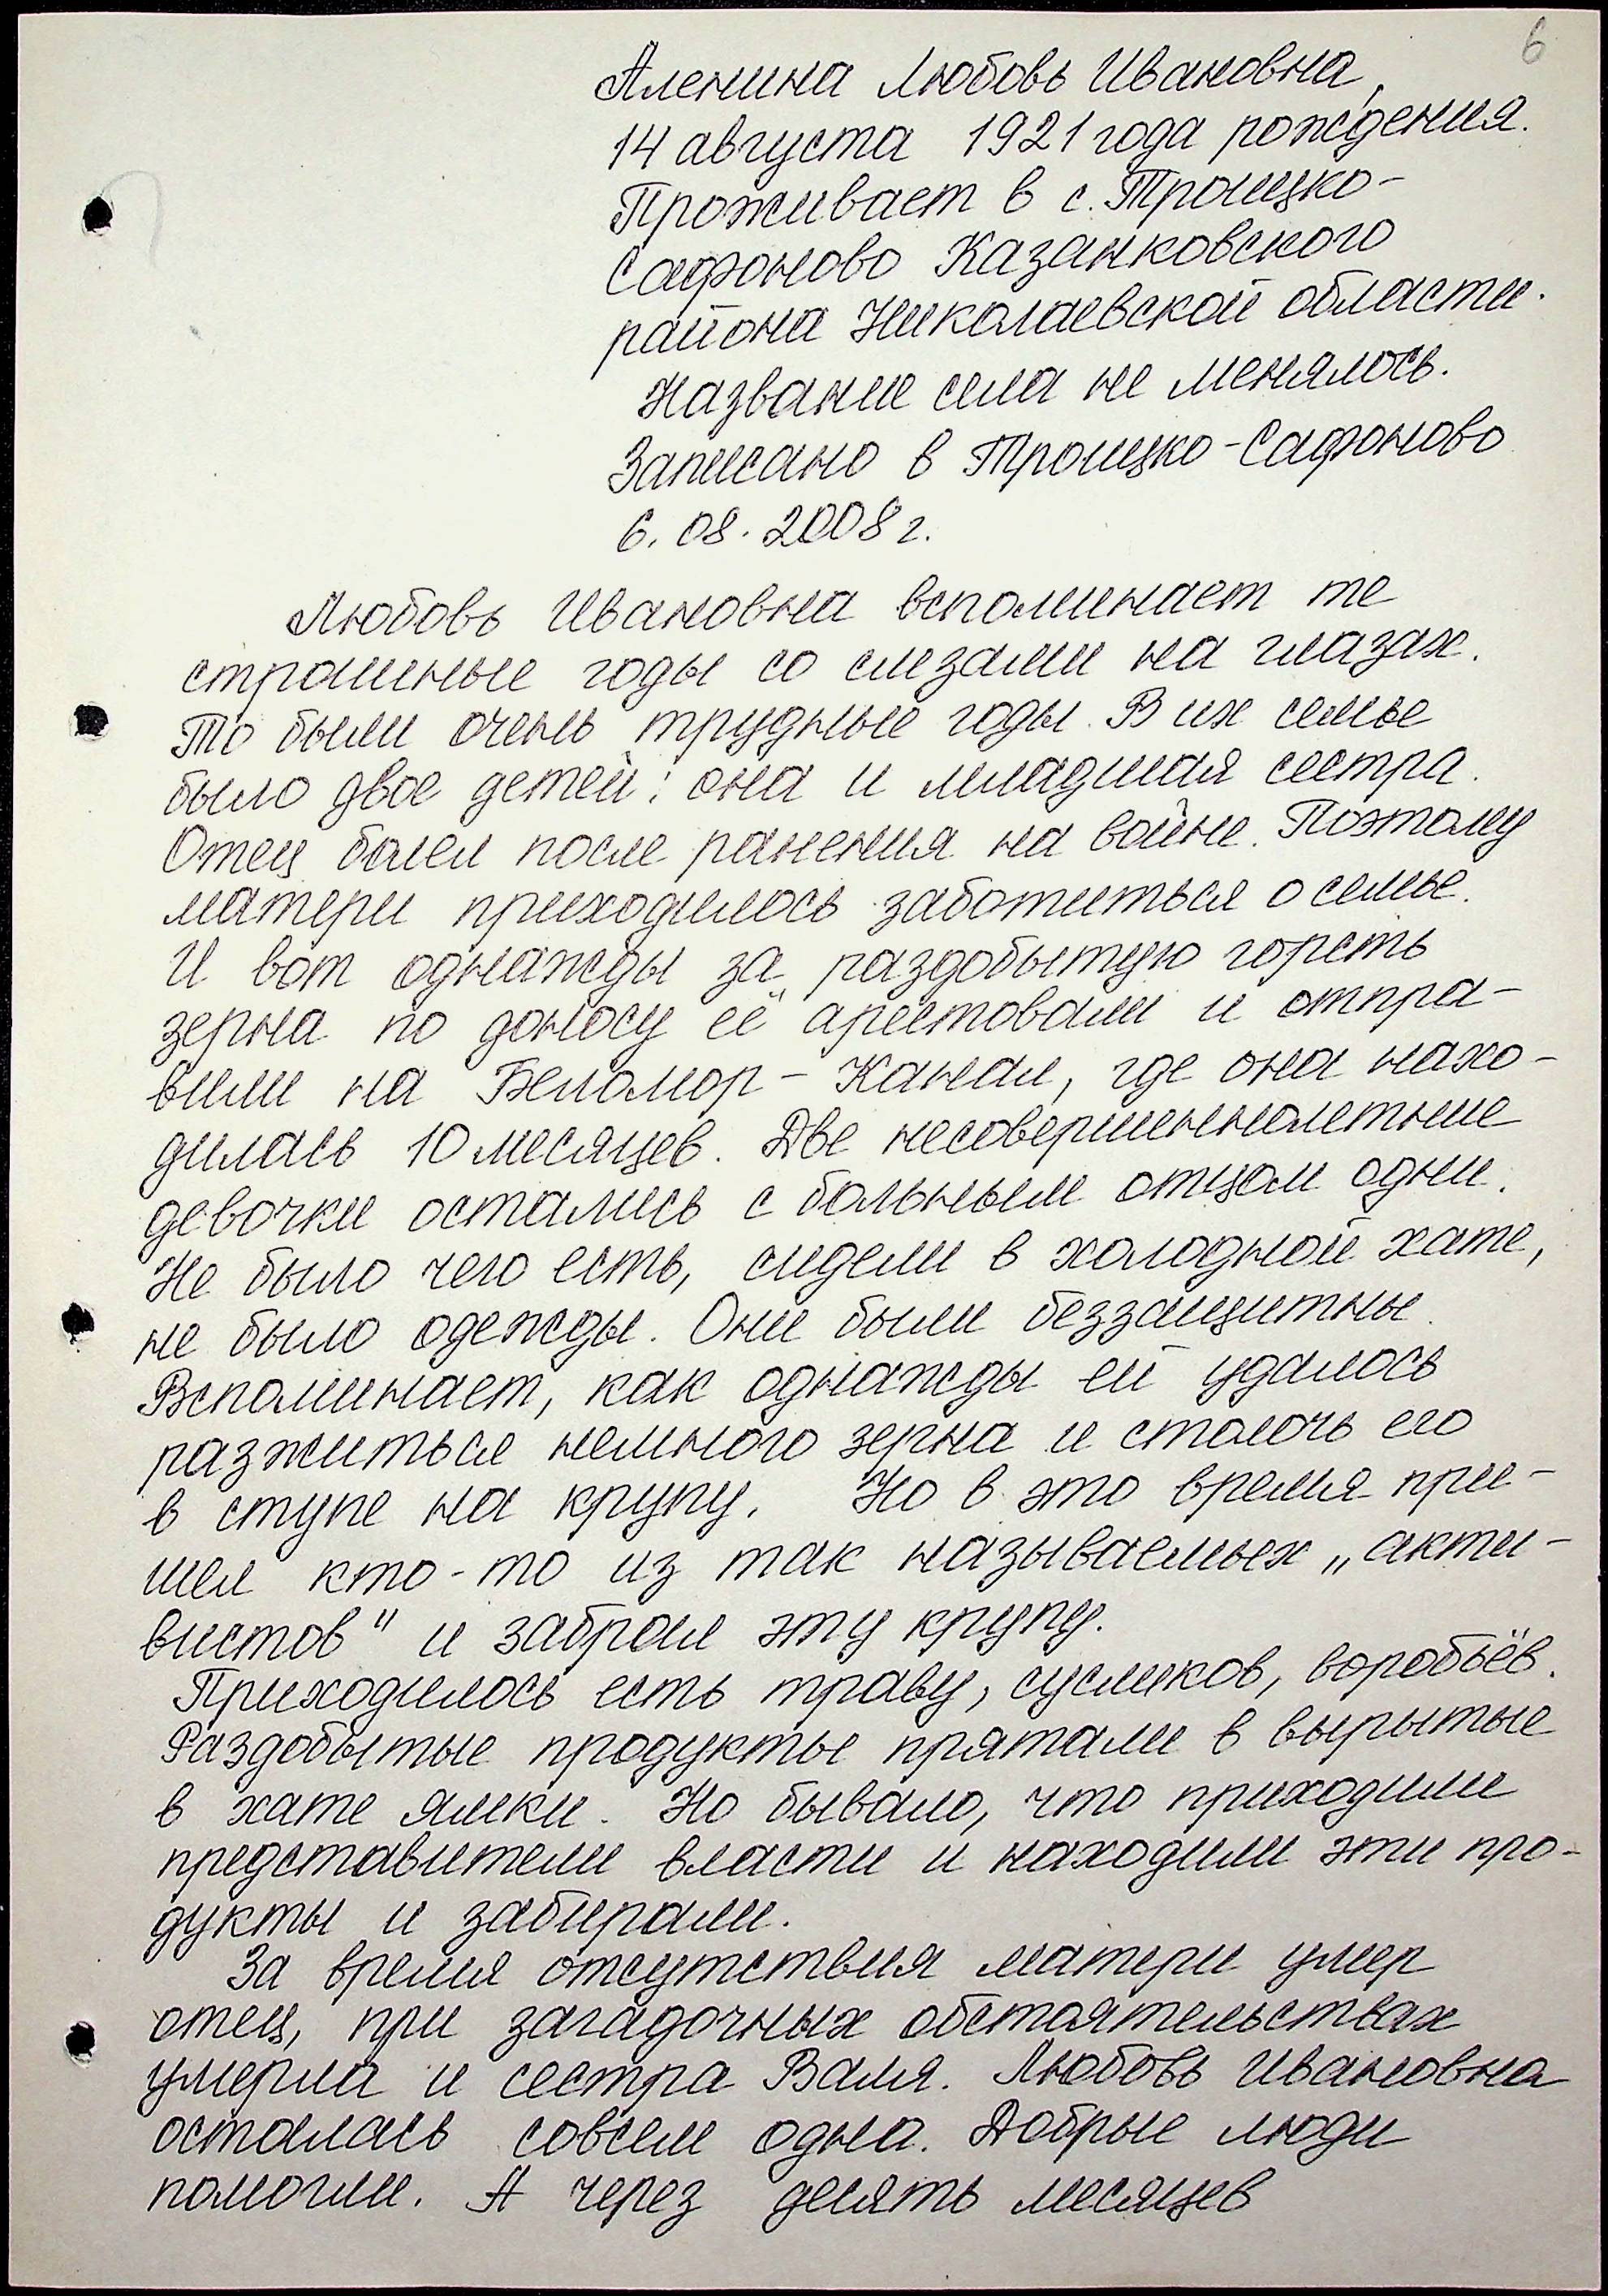 6
Аленина Любовь Ивановна,
14 августа 1921 года рождения.
Проживает в с. Троицко-
Сафоново Казанковского
района Николаевской области.
Название села не менялось.
Записано в Троицко-Сафоново
6.08.2008 г.
Любовь Ивановна вспоминает те
страшные годы со слезами на глазах.
То были очень трудные годы. В их семье
было двое детей: она и младшая сестра.
Отец болел после ранения на войне. Поэтому
матери приходилось заботиться о семье.
И вот однажды за раздобытую горсть
зерна по доносу её арестовали и отпра-
вили на Беломор-Канал, где она нахо-
дилась 10 месяцев. Две несовершеннолетние
девочки остались с больным отцом одни.
Не было чего есть, сидели в холодной хате,
не было одежды. Они были беззащитны.
Вспоминает, как однажды ей удалось
разжиться немного зерна и столочь его
в ступе на крупу. Но в это время при-
шел кто-то из так называемых „акти-
вистов" и забрал эту крупу.
Приходилось есть траву, сусликов, воробьёв.
Раздобытые продукты прятали в вырытые
в хате ямки. Но бывало, что приходили
представители власти и находили эти про-
дукты и забирали.
За время отсутствия матери умер
отец, при загадочных обстоятельствах
умерла и сестра Валя. Любовь Ивановна
осталась совсем одна. Добрые люди
помогли. А через десять месяцев